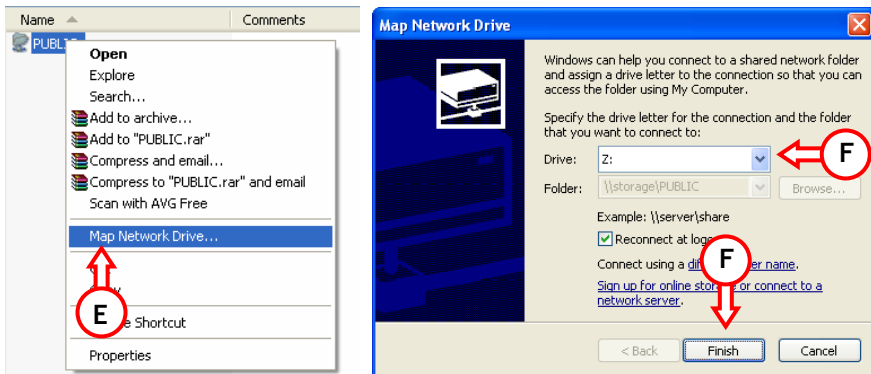 Name Comments
PUBLIC
Open
Explore
Search...
Add to archive...
Add to "PUBLIC.rar"
Compress and email...
Compress to "PUBLIC.rar" and email
Scan with AVG Free
Map Network Drive...
E
Shortcut
Properties
Map Network Drive
Windows can help you connect to a shared network folder
and assign a drive letter to the connection so that you can
access the folder using My Computer.
Specify the drive letter for the connection and the folder
that you want to connect to:
Drive: Z:
F
Folder: \\storage\PUBLIC Browse...
Example: \\server\share
Reconnect at
F
Connect using a name.
Sign up for online storage or connect to a
network server.
< Back Finish Cancel